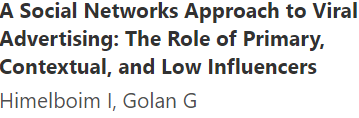 A Social Networks Approach to Viral
Advertising: The Role of Primary,
Contextual, and Low Influencers
Himelboim I, Golan G